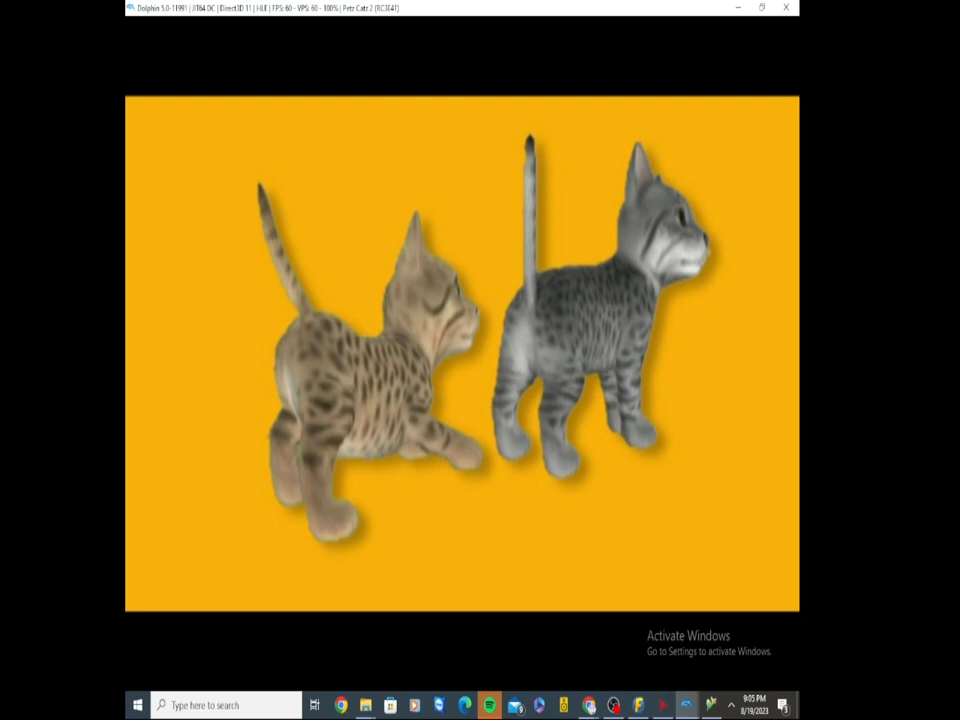 Dolphin 5.0-11991 | JIT64 DC | Direct3D 11 | HLE | FPS: 60 - VPS: 60 - 100% | Petz Catz 2 (RC3E41)
Activate Windows
Go to Settings to activate Windows.
Type here to search
9:05 PM
8/19/2023